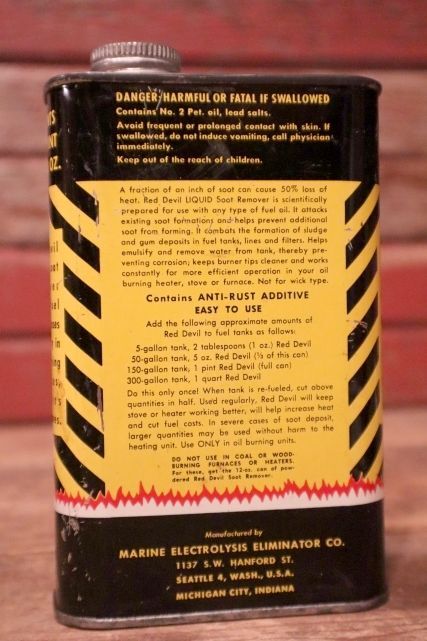 DANGER: HARMFUL OR FATAL IF SWALLOWED
Contains No. 2 Pet. oil, lead salts.
Avoid frequent or prolonged contact with skin. If
swallowed, do not induce vomiting, call physician
immediately.
Keep out of the reach of children.
A fraction of an inch of soot can cause 50% loss of
heat. Red Devil LIQUID Soot Remover is scientifically
prepared for use with any type of fuel oil. It attacks
existing soot formations and helps prevent additional
soot from forming. It combats the formation of sludge
and gum deposits in fuel tanks, lines and filters. Helps
emulsify and remove water from tank, thereby pre-
venting corrosion; keeps burner tips cleaner and works
constantly for more efficient operation in your oil
burning heater, stove or furnace. Not for wick type.
Contains ANTI-RUST ADDITIVE
EASY TO USE
Add the following approximate amounts of
Red Devil to fuel tanks as follows:
5-gallon tank, 2 tablespoons (1 oz.) Red Devil
50-gallon tank, 5 oz. Red Devil (⅓ of this can)
150-gallon tank, 1 pint Red Devil (full can)
300-gallon tank, 1 quart Red Devil
Do this only once! When tank is re-fueled, cut above
quantities in half. Used regularly, Red Devil will keep
stove or heater working better, will help increase heat
and cut fuel costs. In severe cases of soot deposit,
larger quantities may be used without harm to the
heating unit. Use ONLY in oil burning units.
DO NOT USE IN COAL OR WOOD-
BURNING FURNACES OR HEATERS.
For these, get the 12-oz. can of pow-
dered Red Devil Soot Remover.
Manufactured by
MARINE ELECTROLYSIS ELIMINATOR CO.
1137 S.W. HANFORD ST.
SEATTLE 4, WASH., U.S.A.
MICHIGAN CITY, INDIANA